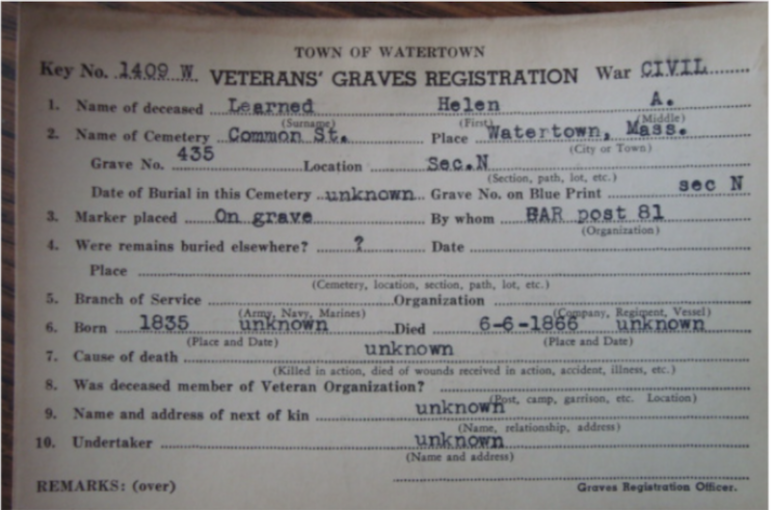 TOWN OF WATERTOWN
Key No. 1409 W VETERANS' GRAVES REGISTRATION War CIVIL
1. Name of deceased Learned Helen A.
(Surname) (First) (Middle)
2. Name of Cemetery Common St. Place Watertown, Mass.
(City or Town)
Grave No. 435 Location Sec.N
(Section, path, lot, etc.)
Date of Burial in this Cemetery unknown Grave No. on Blue Print sec N
3. Marker placed On grave By whom GAR post 81
(Organization)
4. Were remains buried elsewhere? ? Date
Place
(Cemetery, location, section, path, lot, etc.)
5. Branch of Service Organization
(Army, Navy, Marines) (Company, Regiment, Vessel)
6. Born 1835 unknown Died 6-6-1866 unknown
(Place and Date) (Place and Date)
7. Cause of death unknown
(Killed in action, died of wounds received in action, accident, illness, etc.)
8. Was deceased member of Veteran Organization?
(Post, camp, garrison, etc. Location)
9. Name and address of next of kin unknown
(Name, relationship, address)
10. Undertaker unknown
(Name and address)
REMARKS: (over) Graves Registration Officer.